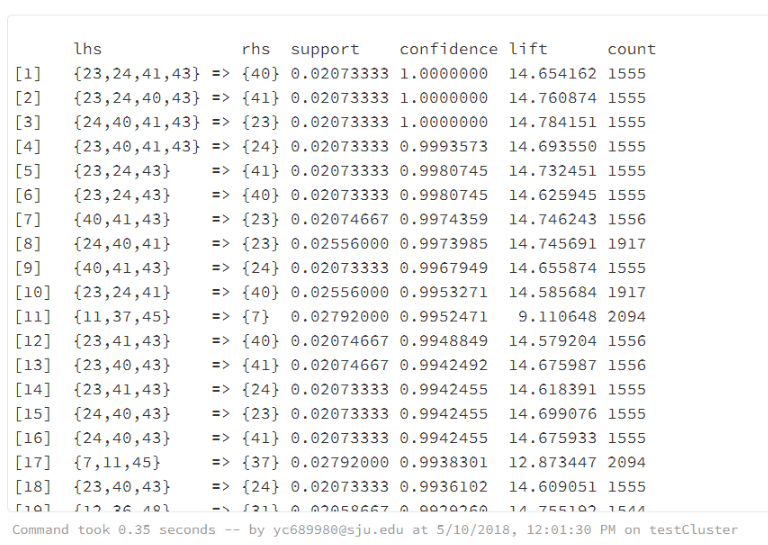 lhs rhs support confidence lift count
[1] {23,24,41,43} => {40} 0.02073333 1.0000000 14.654162 1555
[2] {23,24,40,43} => {41} 0.02073333 1.0000000 14.760874 1555
[3] {24,40,41,43} => {23} 0.02073333 1.0000000 14.784151 1555
[4] {23,40,41,43} => {24} 0.02073333 0.9993573 14.693550 1555
[5] {23,24,43} => {41} 0.02073333 0.9980745 14.732451 1555
[6] {23,24,43} => {40} 0.02073333 0.9980745 14.625945 1555
[7] {40,41,43} => {23} 0.02074667 0.9974359 14.746243 1556
[8] {24,40,41} => {23} 0.02556000 0.9973985 14.745691 1917
[9] {40,41,43} => {24} 0.02073333 0.9967949 14.655874 1555
[10] {23,24,41} => {40} 0.02556000 0.9953271 14.585684 1917
[11] {11,37,45} => {7} 0.02792000 0.9952471 9.110648 2094
[12] {23,41,43} => {40} 0.02074667 0.9948849 14.579204 1556
[13] {23,40,43} => {41} 0.02074667 0.9942492 14.675987 1556
[14] {23,41,43} => {24} 0.02073333 0.9942455 14.618391 1555
[15] {24,40,43} => {23} 0.02073333 0.9942455 14.699076 1555
[16] {24,40,43} => {41} 0.02073333 0.9942455 14.675933 1555
[17] {7,11,45} => {37} 0.02792000 0.9938301 12.873447 2094
[18] {23,40,43} => {24} 0.02073333 0.9936102 14.609051 1555
[19] {12,36,48} => {31} 0.02058667 0.9929260 14.755192 1544
Command took 0.35 seconds -- by yc689980@sju.edu at 5/10/2018, 12:01:30 PM on testCluster